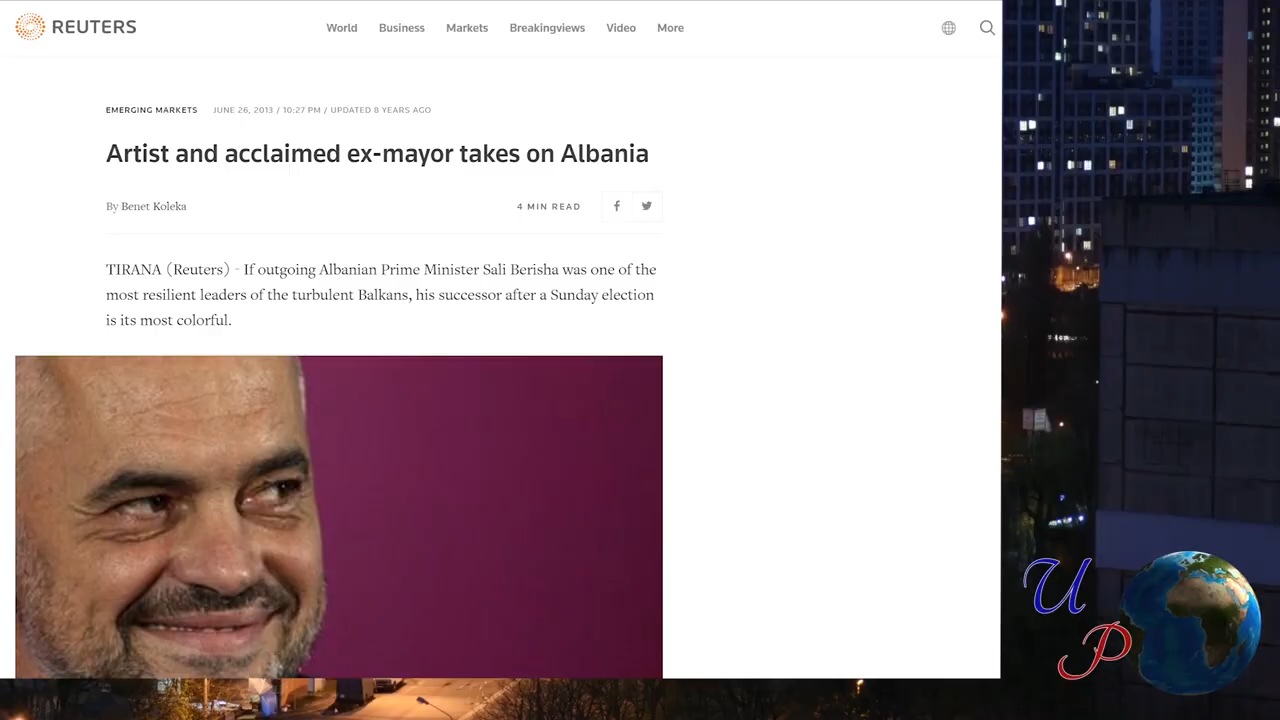 REUTERS
World Business Markets Breakingviews Video More
EMERGING MARKETS JUNE 26, 2013 / 10:27 PM / UPDATED 8 YEARS AGO
Artist and acclaimed ex-mayor takes on Albania
By Benet Koleka
4 MIN READ
TIRANA (Reuters) - If outgoing Albanian Prime Minister Sali Berisha was one of the
most resilient leaders of the turbulent Balkans, his successor after a Sunday election
is its most colorful.
U
P